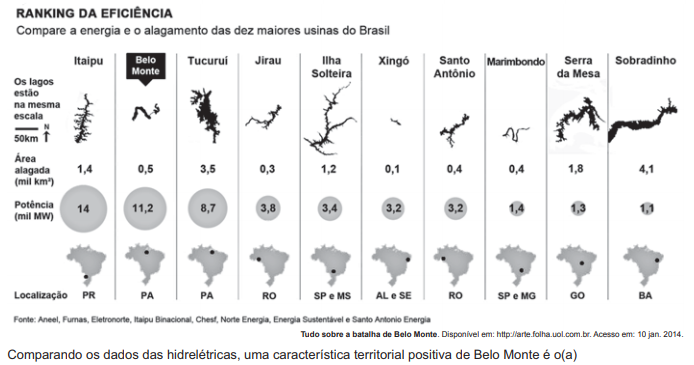 RANKING DA EFICIÊNCIA
Compare a energia e o alagamento das dez maiores usinas do Brasil
Itaipu Belo Monte Tucuruí Jirau Ilha Solteira Xingó Santo Antônio Marimbondo Serra da Mesa Sobradinho
Os lagos
estão
na mesma
escala
N
50km
Área
alagada
(mil km²)
1,4 0,5 3,5 0,3 1,2 0,1 0,4 0,4 1,8 4,1
Potência
(mil MW)
14 11,2 8,7 3,8 3,4 3,2 3,2 1,4 1,3 1,1
Localização PR PA PA RO SP e MS AL e SE RO SP e MG GO BA
Fonte: Aneel, Furnas, Eletronorte, Itaipu Binacional, Chesf, Norte Energia, Energia Sustentável e Santo Antonio Energia
Tudo sobre a batalha de Belo Monte. Disponível em: http://arte.folha.uol.com.br. Acesso em: 10 jan. 2014.
Comparando os dados das hidrelétricas, uma característica territorial positiva de Belo Monte é o(a)